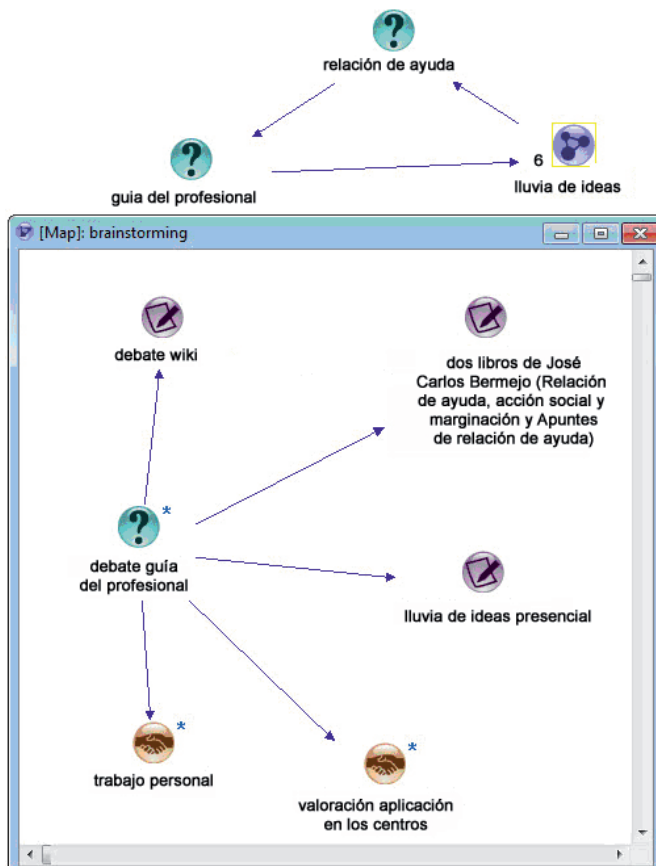 relación de ayuda
guia del profesional
6
lluvia de ideas
[Map]: brainstorming
debate wiki
dos libros de José
Carlos Bermejo (Relación
de ayuda, acción social y
marginación y Apuntes
de relación de ayuda)
*
debate guía
del profesional
lluvia de ideas presencial
*
trabajo personal
*
valoración aplicación
en los centros